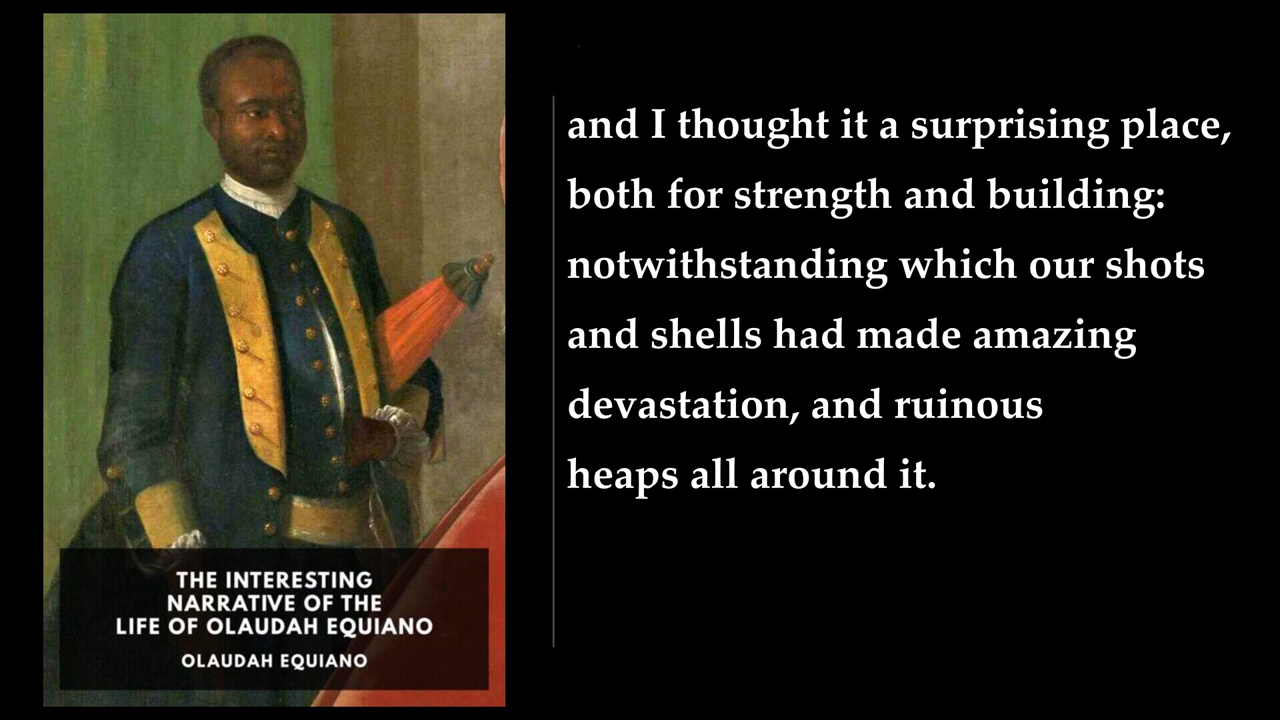 and I thought it a surprising place,
both for strength and building:
notwithstanding which our shots
and shells had made amazing
devastation, and ruinous
heaps all around it.
THE INTERESTING
NARRATIVE OF THE
LIFE OF OLAUDAH EQUIANO
OLAUDAH EQUIANO